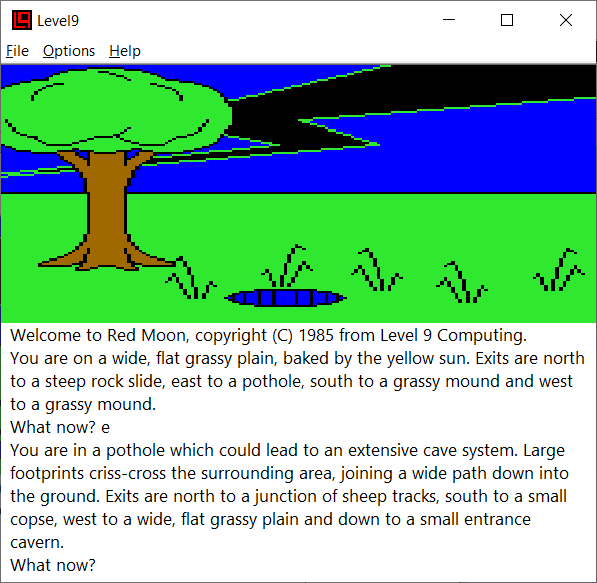 Level9
File Options Help
Welcome to Red Moon, copyright (C) 1985 from Level 9 Computing.
You are on a wide, flat grassy plain, baked by the yellow sun. Exits are north
to a steep rock slide, east to a pothole, south to a grassy mound and west
to a grassy mound.
What now? e
You are in a pothole which could lead to an extensive cave system. Large
footprints criss-cross the surrounding area, joining a wide path down into
the ground. Exits are north to a junction of sheep tracks, south to a small
copse, west to a wide, flat grassy plain and down to a small entrance
cavern.
What now?